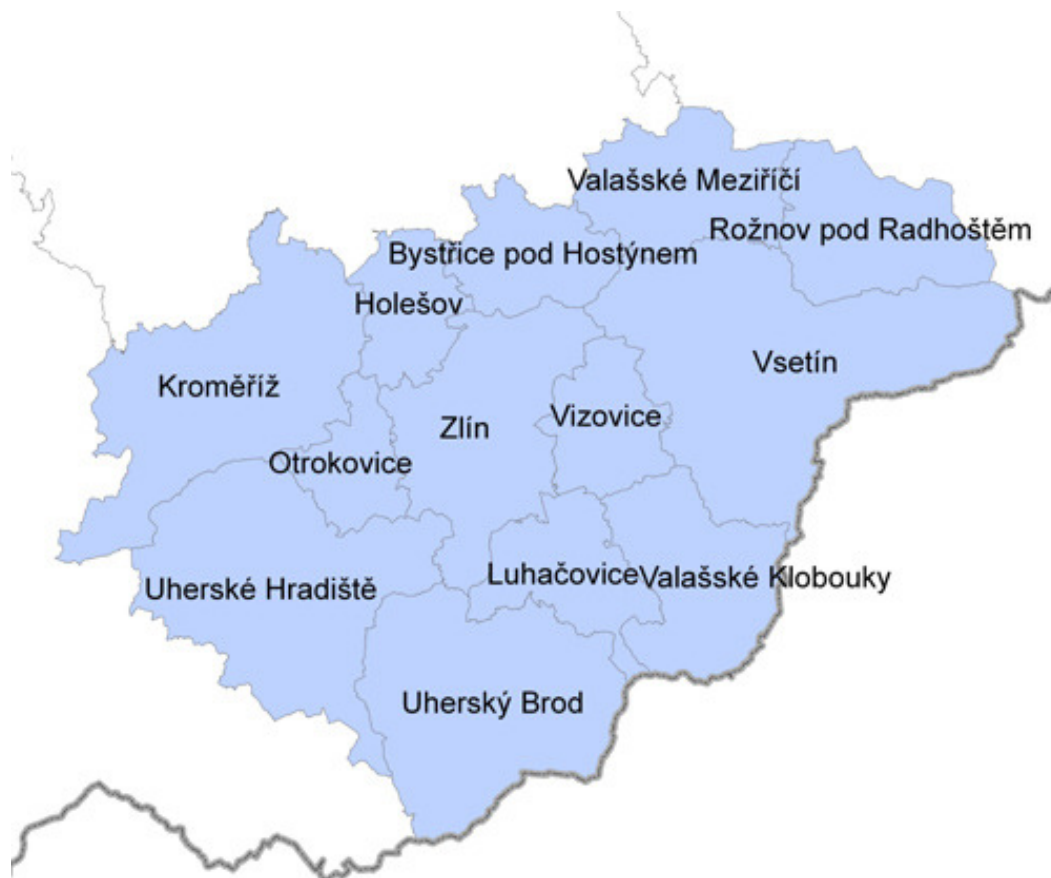 Valašské Meziříčí
Rožnov pod Radhoštěm
Bystřice pod Hostýnem
Holešov
Vsetín
Kroměříž
Vizovice
Zlín
Otrokovice
Luhačovice
Valašské Klobouky
Uherské Hradiště
Uherský Brod